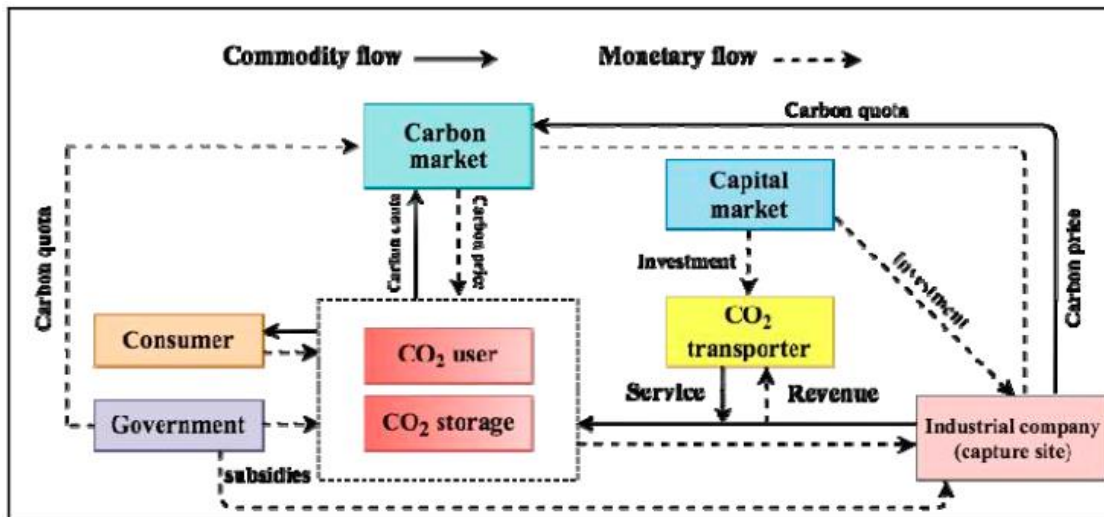 Commodity flow
Monetary flow
Carbon quota
Carbon
market
Capital
market
Carbon quota
Carbon quota
Carbon price
Investment
Investment
Carbon price
Consumer
CO₂ user
CO₂
transporter
Government
CO₂ storage
Service
Revenue
Industrial company
(capture site)
subsidies